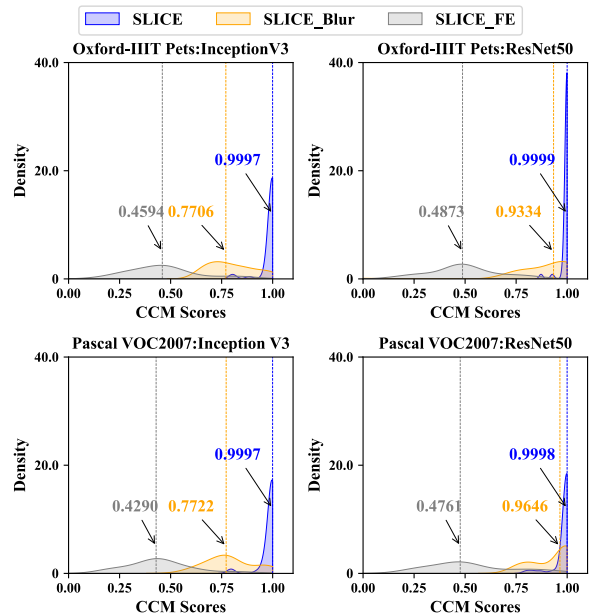 SLICE SLICE_Blur SLICE_FE
Oxford-IIIT Pets:InceptionV3
40.0
20.0
0
Density
0.9997
0.4594 0.7706
0.00 0.25 0.50 0.75 1.00
CCM Scores
Oxford-IIIT Pets:ResNet50
40.0
20.0
0
Density
0.9999
0.4873 0.9334
0.00 0.25 0.50 0.75 1.00
CCM Scores
Pascal VOC2007:Inception V3
40.0
20.0
0
Density
0.9997
0.4290 0.7722
0.00 0.25 0.50 0.75 1.00
CCM Scores
Pascal VOC2007:ResNet50
40.0
20.0
0
Density
0.9998
0.4761 0.9646
0.00 0.25 0.50 0.75 1.00
CCM Scores